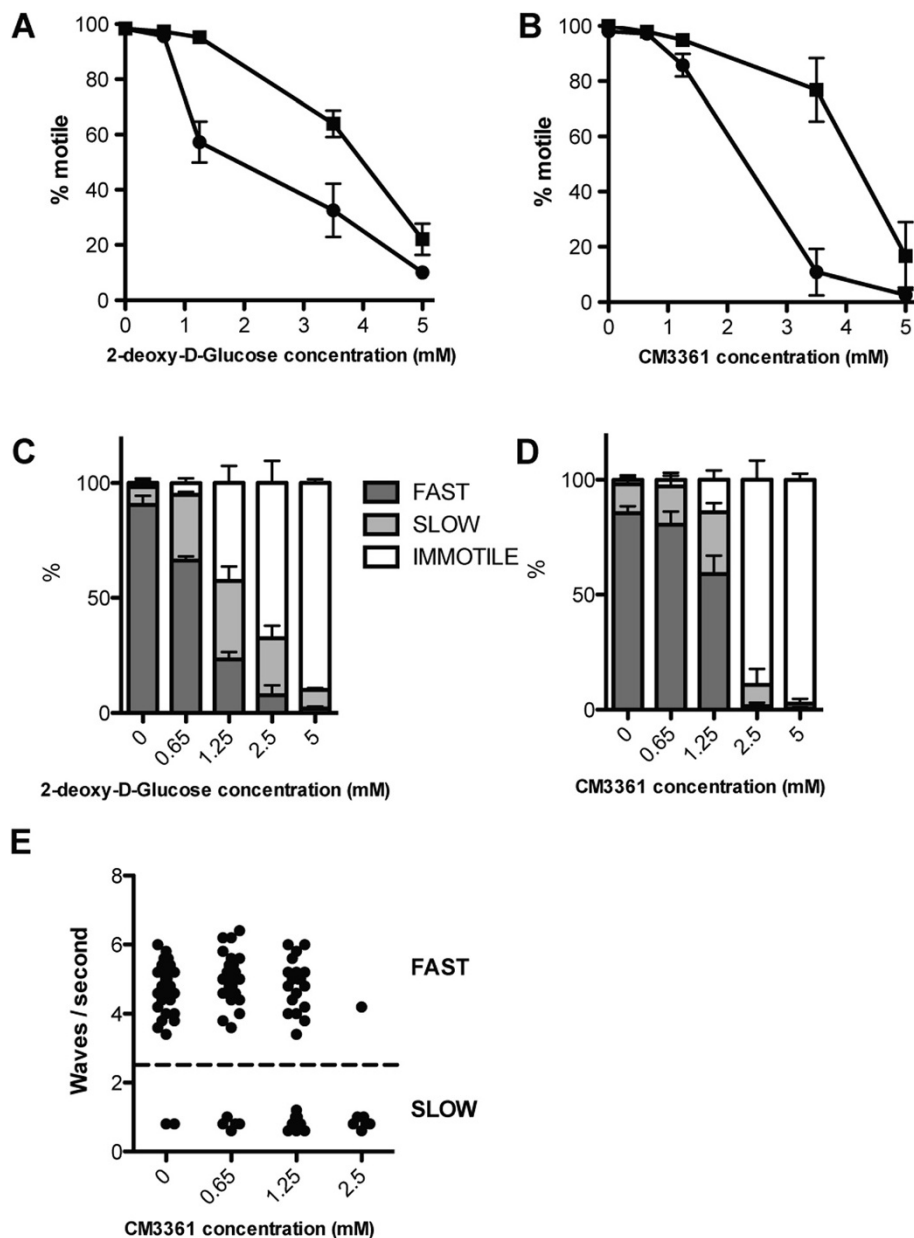 A
% motile
100
80
60
40
20
0
0 1 2 3 4 5
2-deoxy-D-Glucose concentration (mM)
B
% motile
100
80
60
40
20
0
0 1 2 3 4 5
CM3361 concentration (mM)
C
%
100
50
0
0 0.65 1.25 2.5 5
2-deoxy-D-Glucose concentration (mM)
FAST
SLOW
IMMOTILE
D
%
100
50
0
0 0.65 1.25 2.5 5
CM3361 concentration (mM)
E
Waves / second
8
6
4
2
0
FAST
SLOW
0 0.65 1.25 2.5
CM3361 concentration (mM)